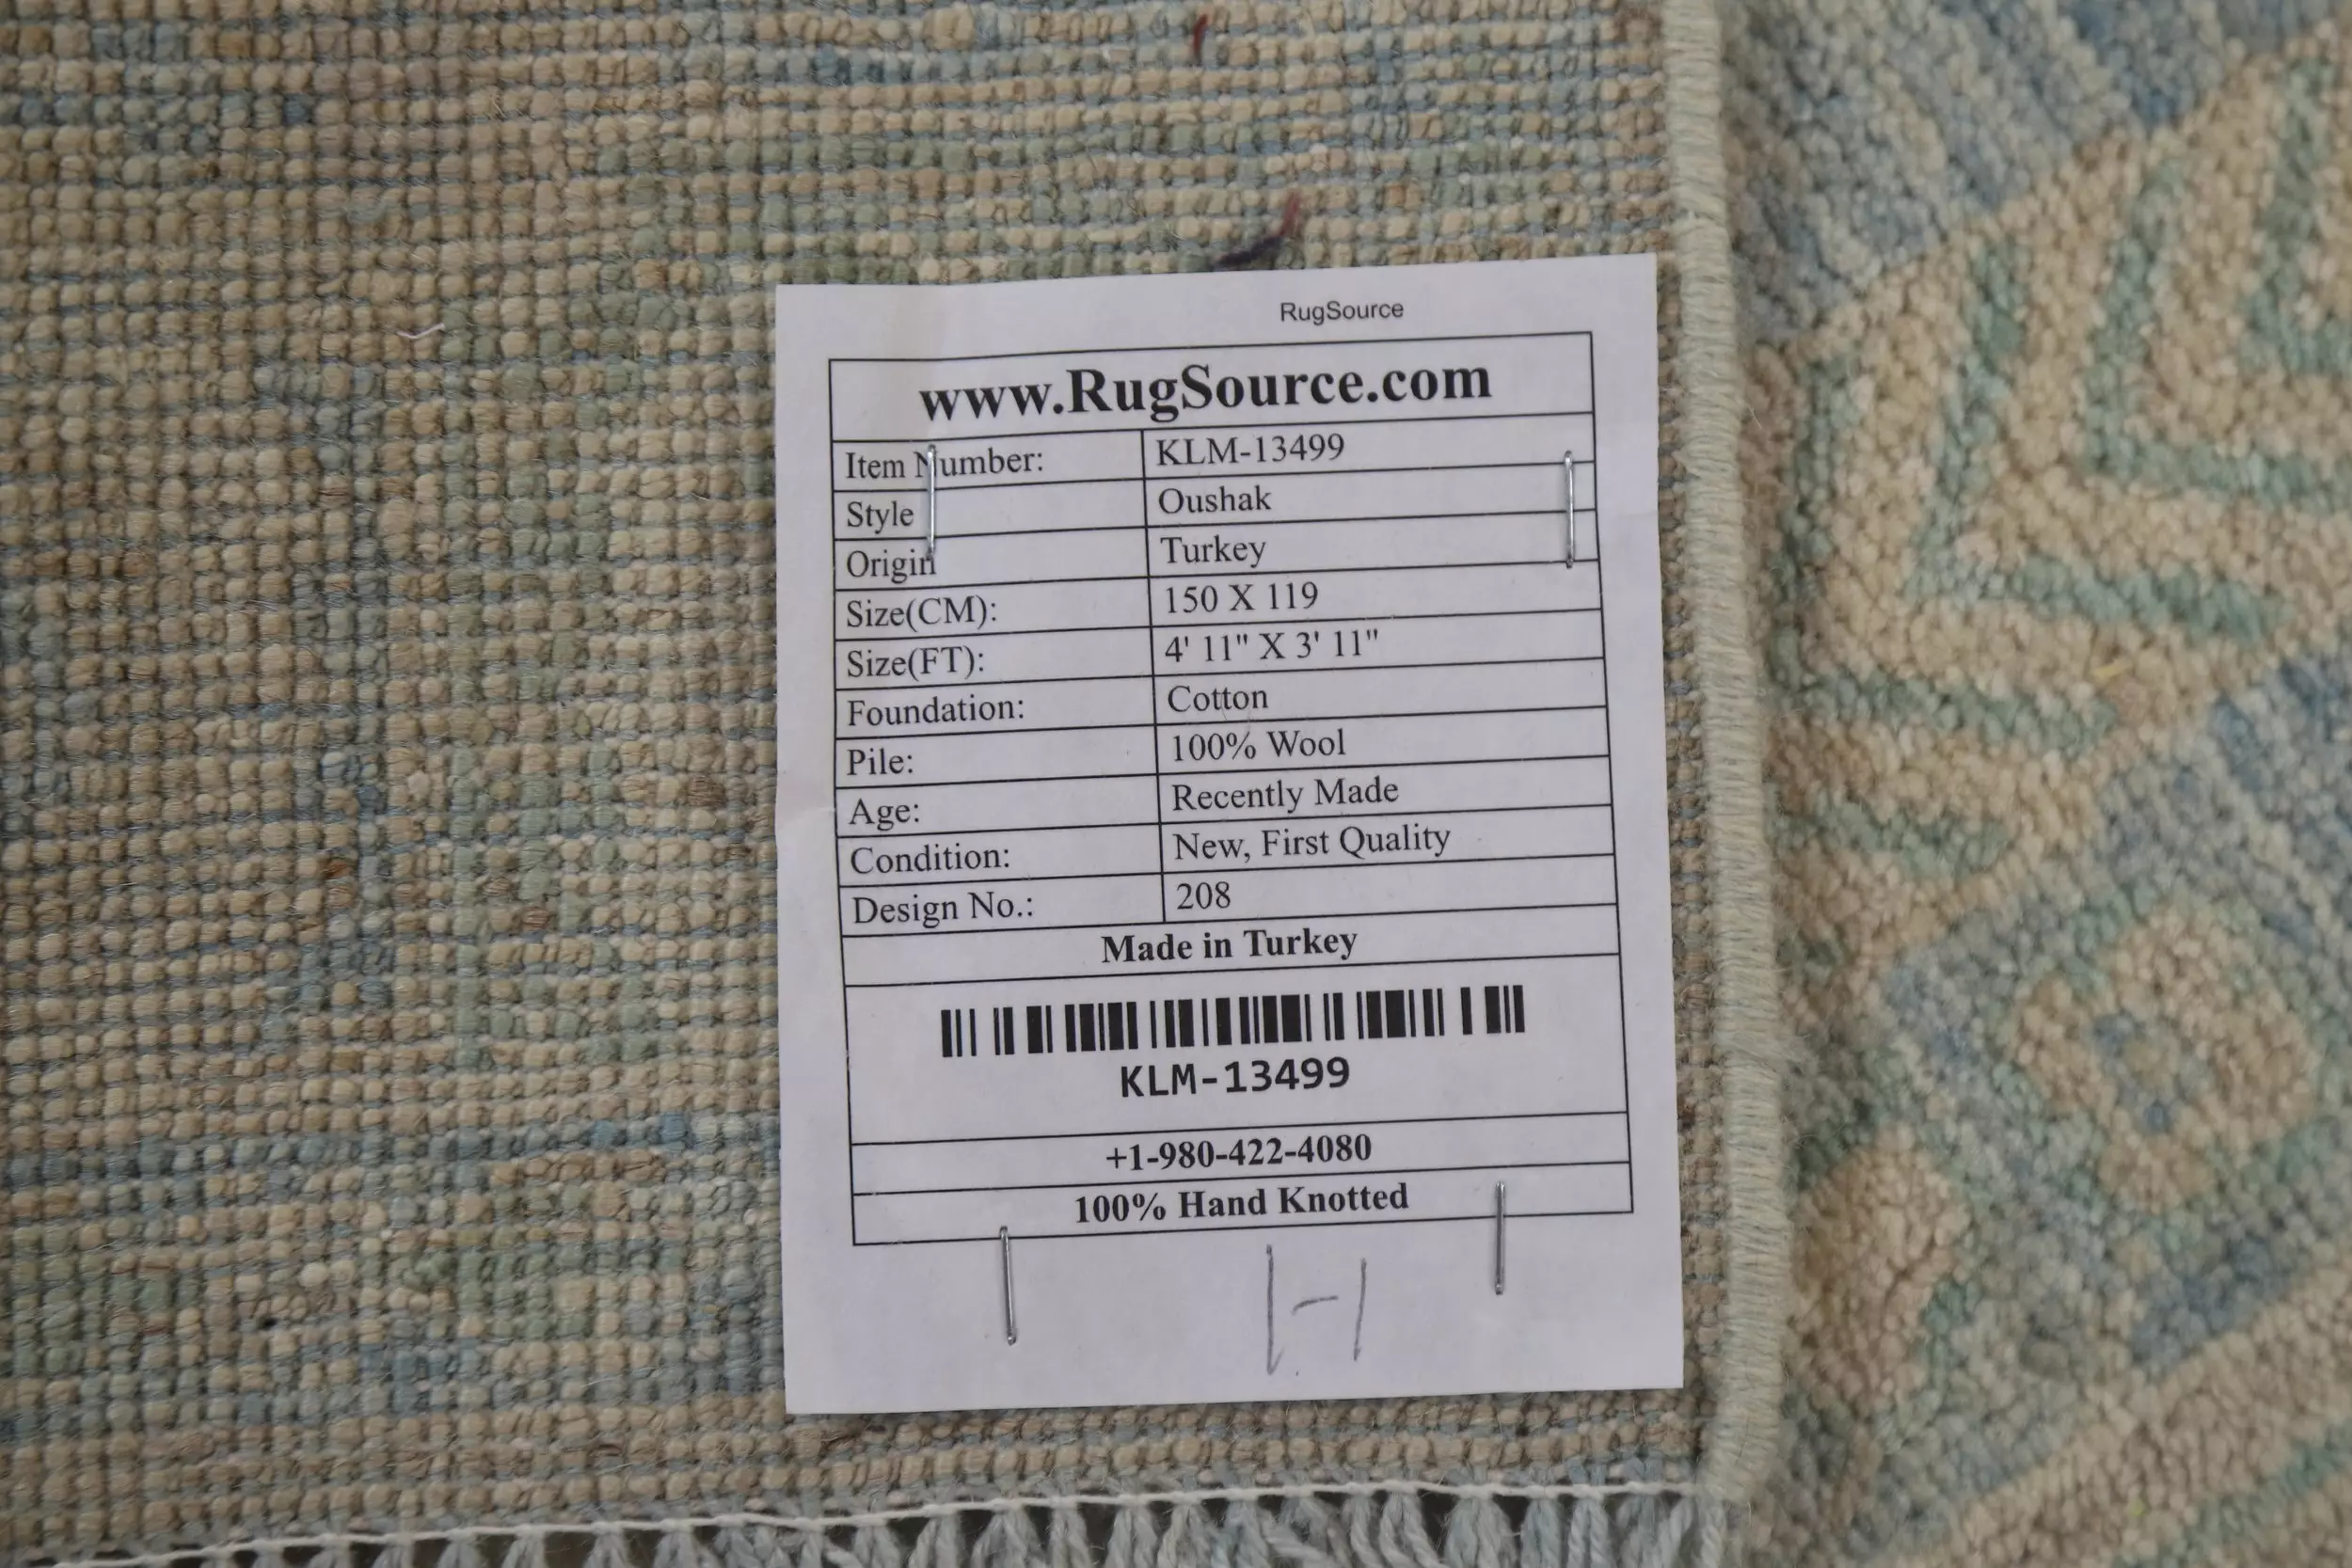 RugSource
www.RugSource.com
Item Number: KLM-13499
Style Oushak
Origin Turkey
Size(CM): 150 X 119
Size(FT): 4' 11" X 3' 11"
Foundation: Cotton
Pile: 100% Wool
Age: Recently Made
Condition: New, First Quality
Design No.: 208
Made in Turkey
KLM-13499
+1-980-422-4080
100% Hand Knotted
1-1